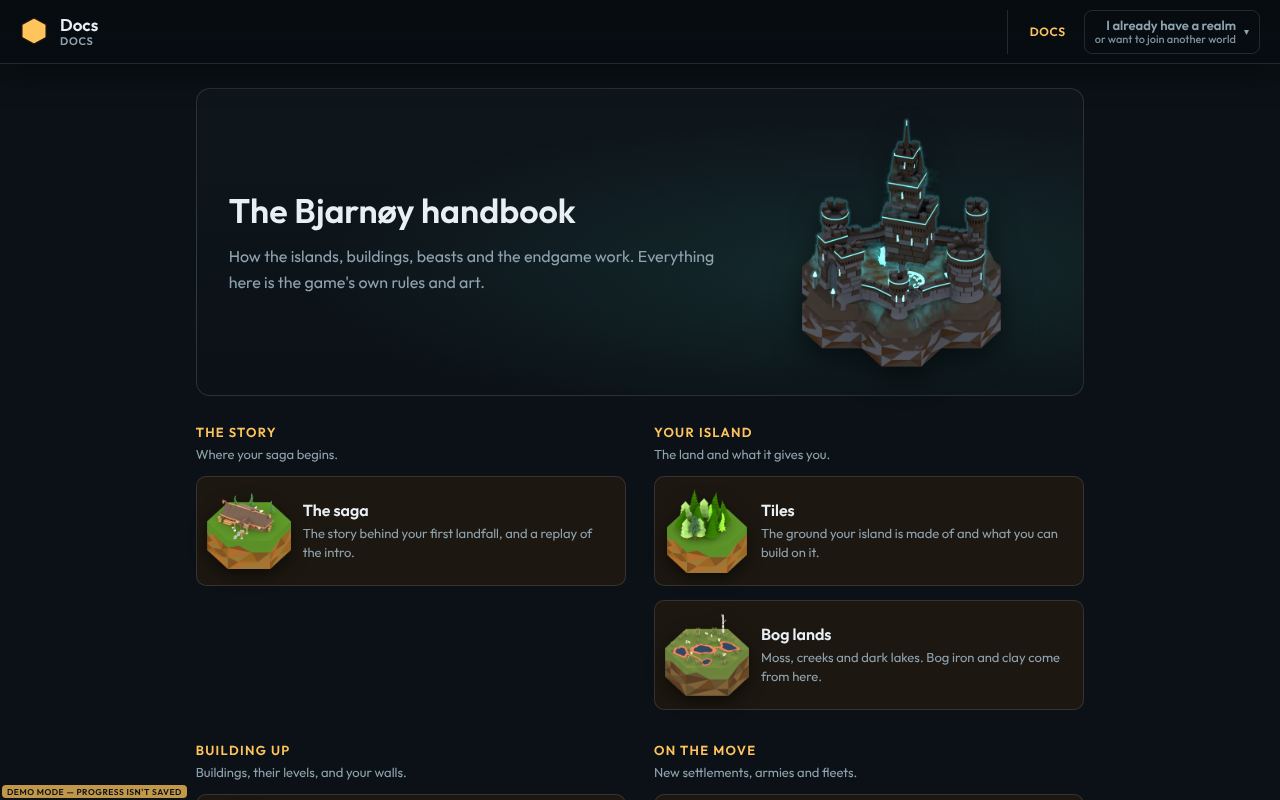 Docs
DOCS
DOCS
I already have a realm
or want to join another world
▾
The Bjarnøy handbook
How the islands, buildings, beasts and the endgame work. Everything
here is the game's own rules and art.
THE STORY
Where your saga begins.
The saga
The story behind your first landfall, and a replay of
the intro.
YOUR ISLAND
The land and what it gives you.
Tiles
The ground your island is made of and what you can
build on it.
Bog lands
Moss, creeks and dark lakes. Bog iron and clay come
from here.
BUILDING UP
Buildings, their levels, and your walls.
ON THE MOVE
New settlements, armies and fleets.
DEMO MODE — PROGRESS ISN'T SAVED